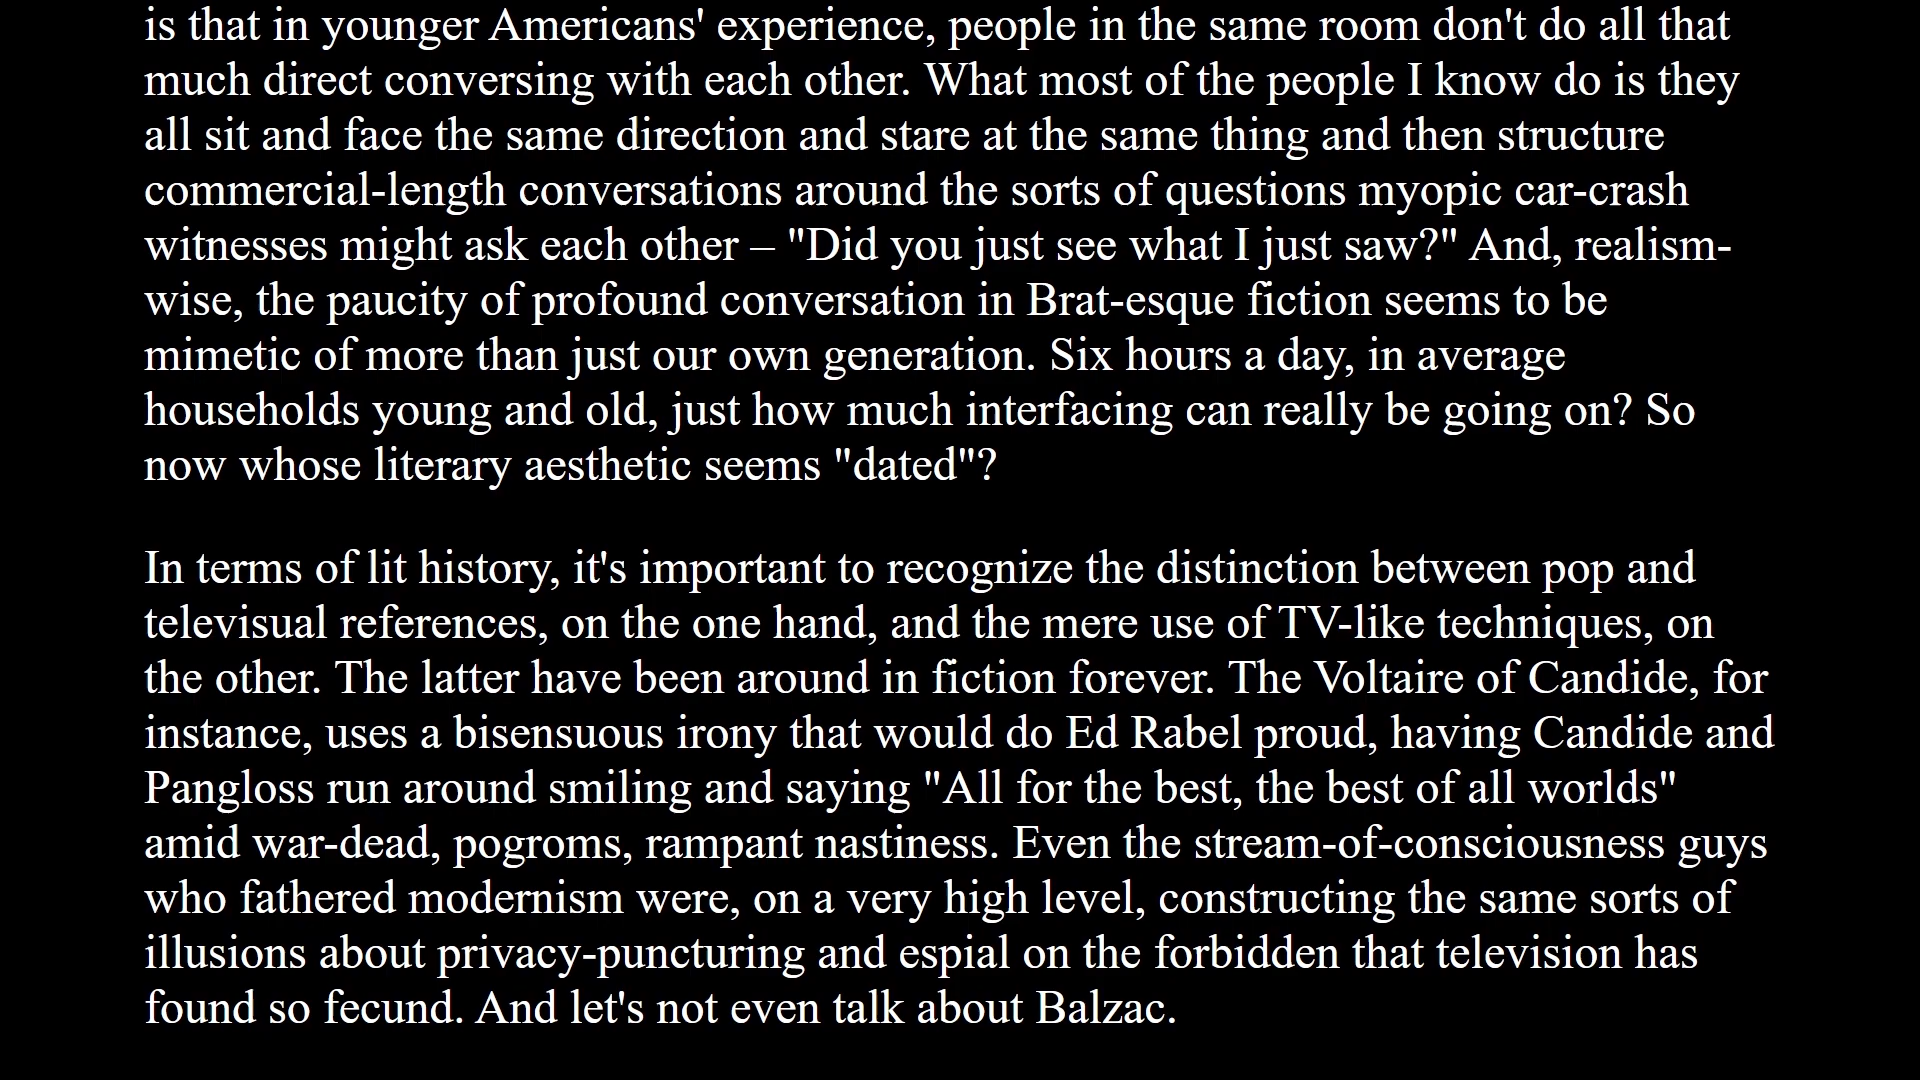 is that in younger Americans' experience, people in the same room don't do all that
much direct conversing with each other. What most of the people I know do is they
all sit and face the same direction and stare at the same thing and then structure
commercial-length conversations around the sorts of questions myopic car-crash
witnesses might ask each other – "Did you just see what I just saw?" And, realism-
wise, the paucity of profound conversation in Brat-esque fiction seems to be
mimetic of more than just our own generation. Six hours a day, in average
households young and old, just how much interfacing can really be going on? So
now whose literary aesthetic seems "dated"?
In terms of lit history, it's important to recognize the distinction between pop and
televisual references, on the one hand, and the mere use of TV-like techniques, on
the other. The latter have been around in fiction forever. The Voltaire of Candide, for
instance, uses a bisensuous irony that would do Ed Rabel proud, having Candide and
Pangloss run around smiling and saying "All for the best, the best of all worlds"
amid war-dead, pogroms, rampant nastiness. Even the stream-of-consciousness guys
who fathered modernism were, on a very high level, constructing the same sorts of
illusions about privacy-puncturing and espial on the forbidden that television has
found so fecund. And let's not even talk about Balzac.